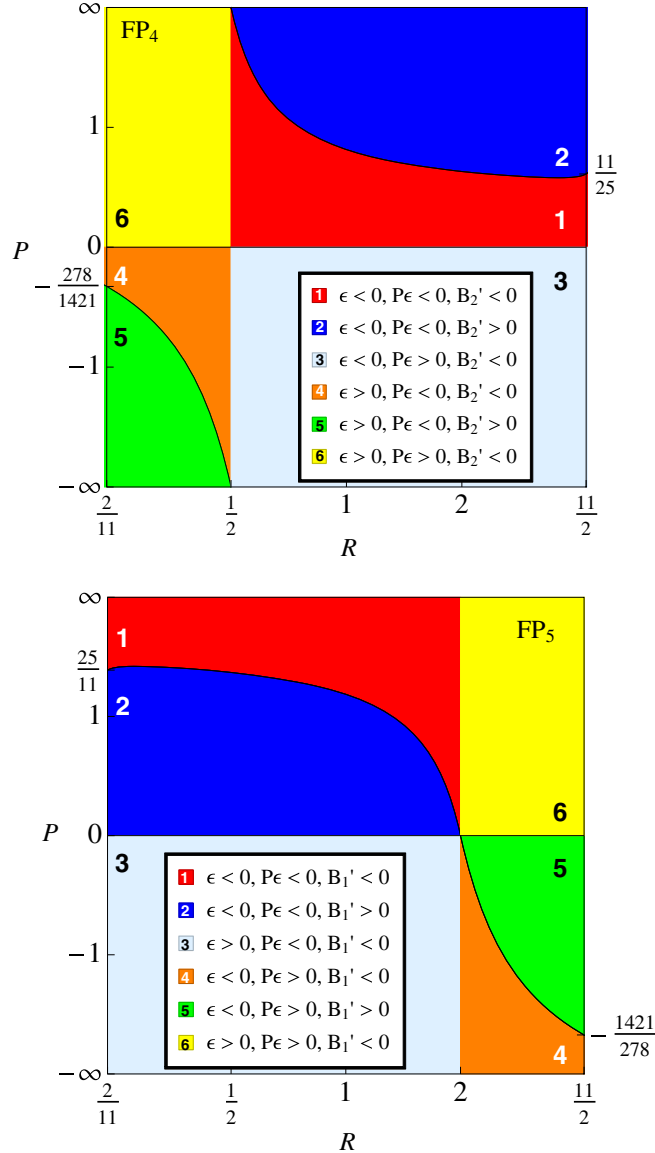 ∞
FP₄
1
2
11/25
1
6
P
0
4
3
− 278/1421
5
1 ϵ < 0, Pϵ < 0, B₂' < 0
2 ϵ < 0, Pϵ < 0, B₂' > 0
3 ϵ < 0, Pϵ > 0, B₂' < 0
4 ϵ > 0, Pϵ < 0, B₂' < 0
5 ϵ > 0, Pϵ < 0, B₂' > 0
6 ϵ > 0, Pϵ > 0, B₂' < 0
−1
−∞
2/11 1/2 1 2 11/2
R
∞
1
FP₅
25/11
2
1
6
P
0
3
5
1 ϵ < 0, Pϵ < 0, B₁' < 0
2 ϵ < 0, Pϵ < 0, B₁' > 0
3 ϵ > 0, Pϵ < 0, B₁' < 0
4 ϵ < 0, Pϵ > 0, B₁' < 0
5 ϵ < 0, Pϵ > 0, B₁' > 0
6 ϵ > 0, Pϵ > 0, B₁' < 0
−1
− 1421/278
4
−∞
2/11 1/2 1 2 11/2
R